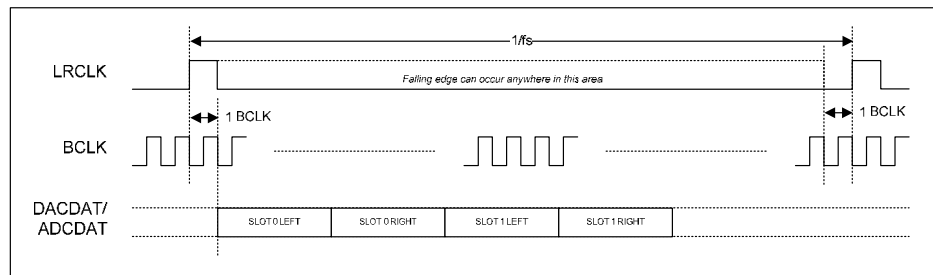 1/fs
LRCLK
Falling edge can occur anywhere in this area
1 BCLK
1 BCLK
BCLK
DACDAT/
ADCDAT
SLOT 0 LEFT
SLOT 0 RIGHT
SLOT 1 LEFT
SLOT 1 RIGHT